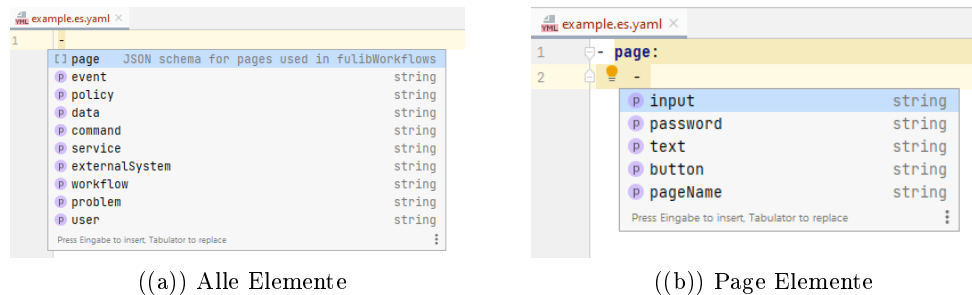 YML example.es.yaml ×
1 -
[] page JSON schema for pages used in fulibWorkflows
p event string
p policy string
p data string
p command string
p service string
p externalSystem string
p workflow string
p problem string
p user string
Press Eingabe to insert, Tabulator to replace
((a)) Alle Elemente
YML example.es.yaml ×
1 - page:
2 -
p input string
p password string
p text string
p button string
p pageName string
Press Eingabe to insert, Tabulator to replace
((b)) Page Elemente